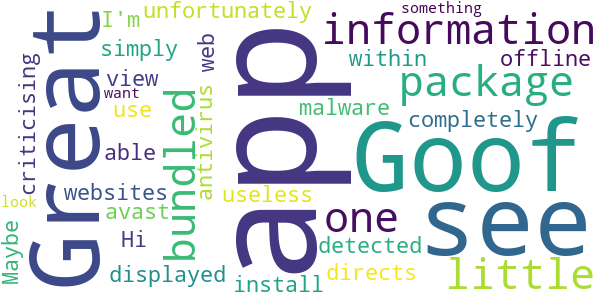 something
I'm unfortunately information
simply web within offline
criticising view package
want
Great use bundled antivirus app malware
able completely
websites useless Goof
look avast one see
Maybe Hi detected
displayed install directs little